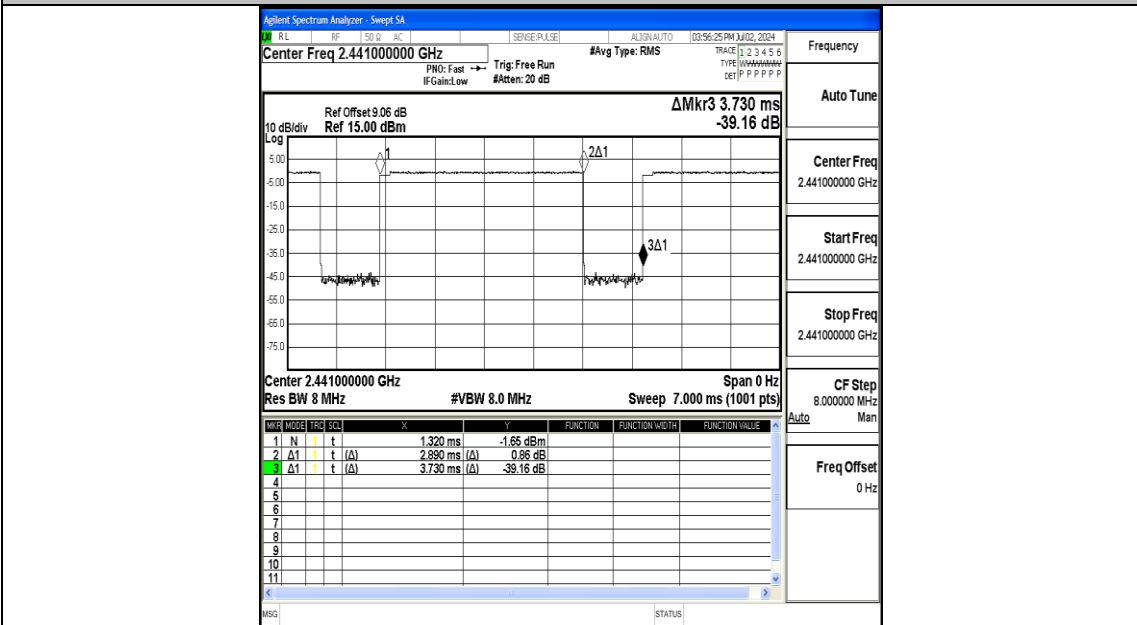 Agilent Spectrum Analyzer - Swept SA
RL RF 50 Ω AC SENSE:PULSE ALIGN AUTO 03:56:25 PM Jul 02, 2024
Center Freq 2.441000000 GHz
#Avg Type: RMS
TRACE 1 2 3 4 5 6
TYPE
DET P P P P P P
PNO: Fast
IFGain:Low
Trig: Free Run
#Atten: 20 dB
Frequency
Auto Tune
Center Freq
2.441000000 GHz
Start Freq
2.441000000 GHz
Stop Freq
2.441000000 GHz
CF Step
8.000000 MHz
Auto Man
Freq Offset
0 Hz
ΔMkr3 3.730 ms
-39.16 dB
Ref Offset 9.06 dB
10 dB/div Ref 15.00 dBm
Log
5.00
-5.00
-15.0
-25.0
-35.0
-45.0
-55.0
-65.0
-75.0
1
2Δ1
3Δ1
Center 2.441000000 GHz Span 0 Hz
Res BW 8 MHz #VBW 8.0 MHz Sweep 7.000 ms (1001 pts)
MKR MODE TRC SCL X Y FUNCTION FUNCTION WIDTH FUNCTION VALUE
1 N 1 t 1.320 ms -1.65 dBm
2 Δ1 1 t (Δ) 2.890 ms (Δ) 0.86 dB
3 Δ1 1 t (Δ) 3.730 ms (Δ) -39.16 dB
4
5
6
7
8
9
10
11
MSG STATUS